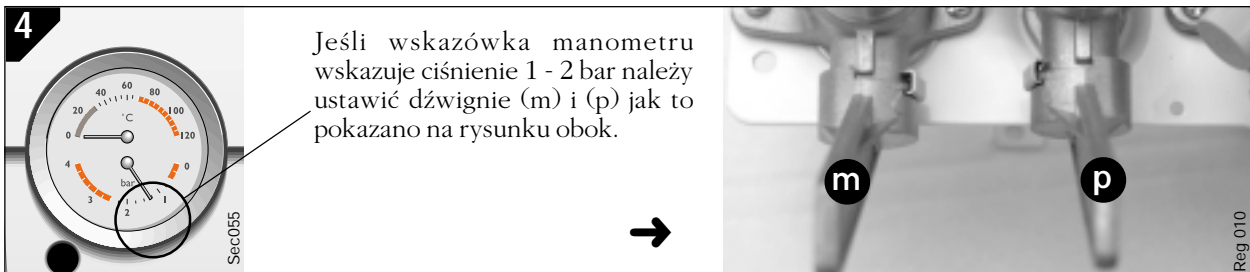 4
20 40 60 80 100 120
0
°C
4 3 2 1 0
bar
Sec055
Jeśli wskazówka manometru
wskazuje ciśnienie 1 - 2 bar należy
ustawić dźwignie (m) i (p) jak to
pokazano na rysunku obok.
m
p
Reg 010